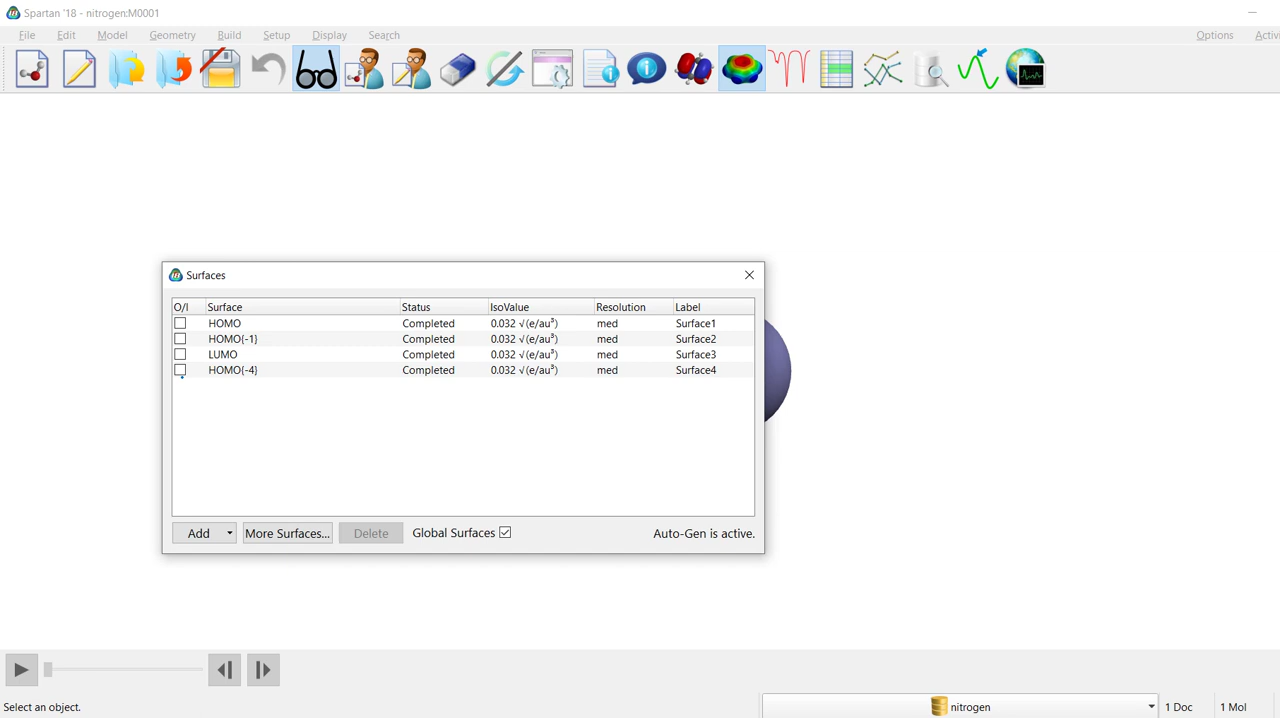 Spartan '18 - nitrogen:M0001
File Edit Model Geometry Build Setup Display Search Options Activi
Surfaces
O/I Surface Status IsoValue Resolution Label
HOMO Completed 0.032 √(e/au³) med Surface1
HOMO{-1} Completed 0.032 √(e/au³) med Surface2
LUMO Completed 0.032 √(e/au³) med Surface3
HOMO{-4} Completed 0.032 √(e/au³) med Surface4
Add More Surfaces... Delete Global Surfaces Auto-Gen is active.
Select an object. nitrogen 1 Doc 1 Mol